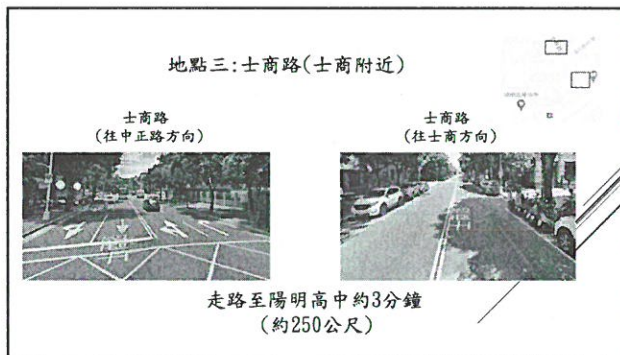 地點三:士商路(士商附近)
士商路
(往中正路方向)
士商路
(往士商方向)
走路至陽明高中約3分鐘
(約250公尺)